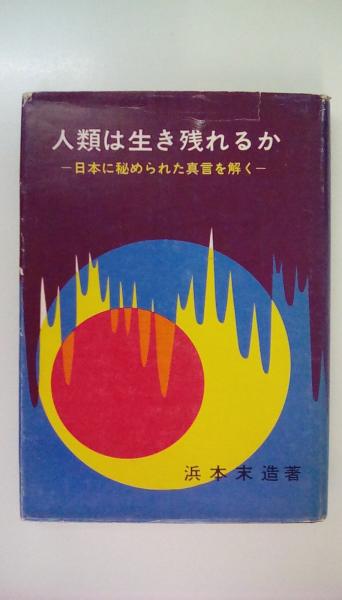 人類は生き残れるか
―日本に秘められた真言を解く―
浜本末造著